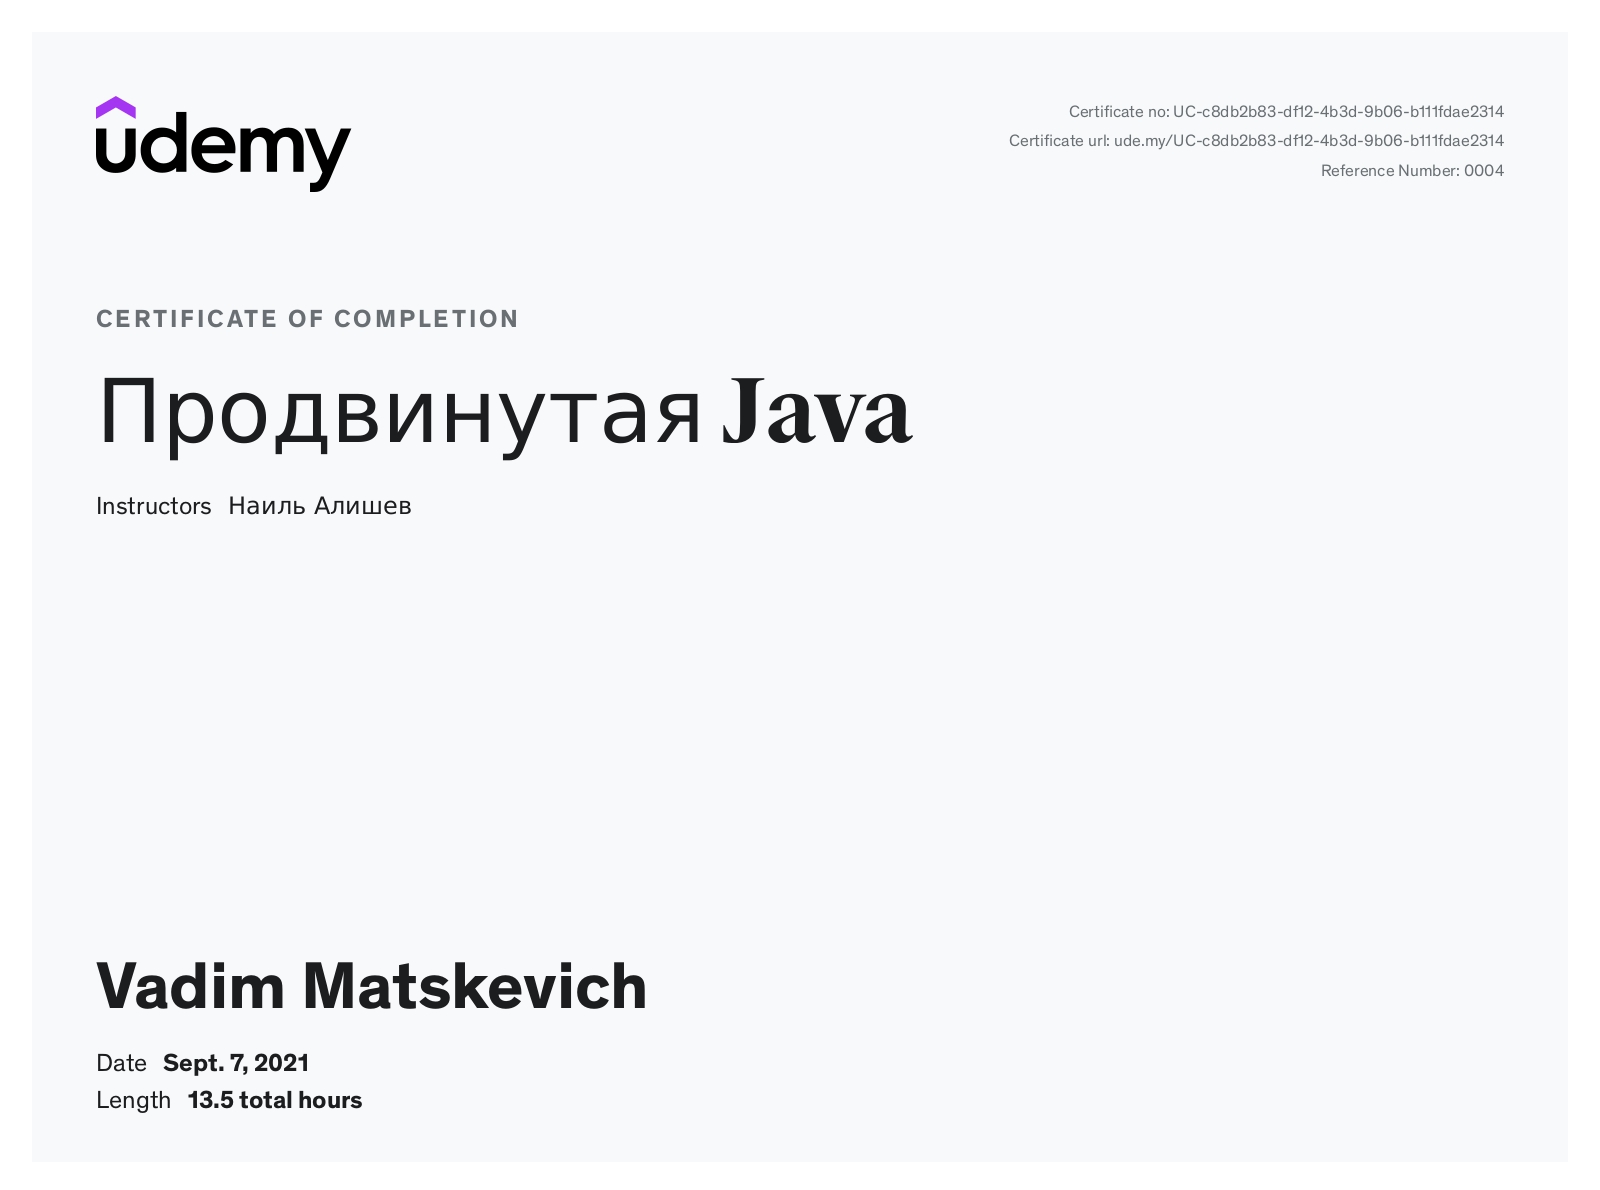 udemy
Certificate no: UC-c8db2b83-df12-4b3d-9b06-b111fdae2314
Certificate url: ude.my/UC-c8db2b83-df12-4b3d-9b06-b111fdae2314
Reference Number: 0004
CERTIFICATE OF COMPLETION
Продвинутая Java
Instructors Наиль Алишев
Vadim Matskevich
Date Sept. 7, 2021
Length 13.5 total hours